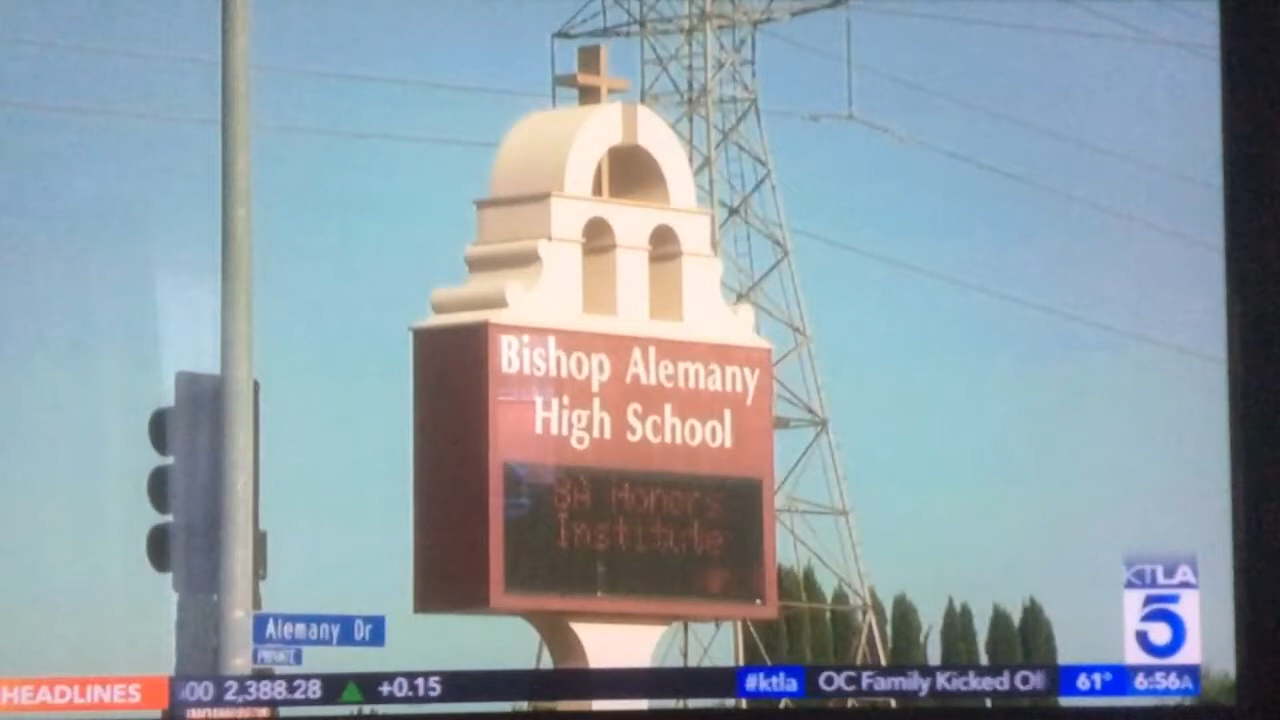 Bishop Alemany
High School
BA Honors
Institute
Alemany Dr
PRIVATE
KTLA
5
HEADLINES 00 2,388.28 ▲ +0.15 #ktla OC Family Kicked 61° 6:56A